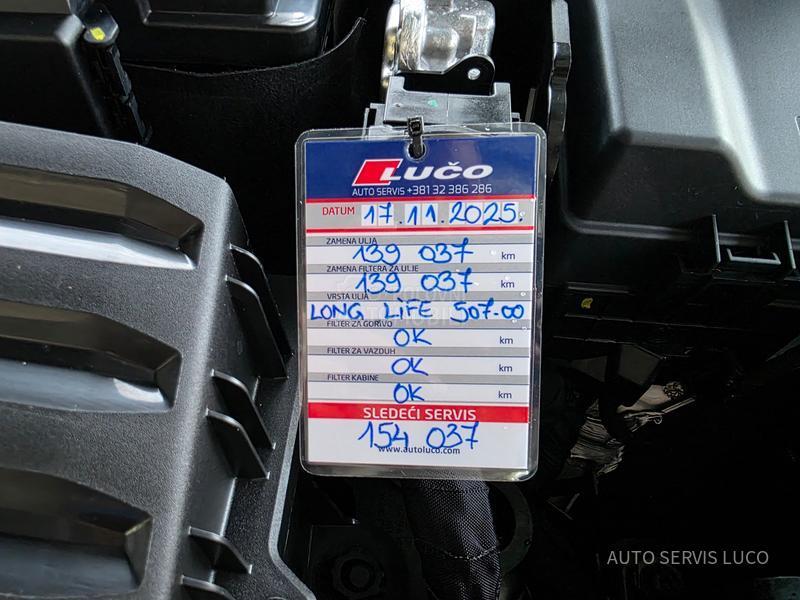 LUČO
AUTO SERVIS +381 32 386 286
DATUM 17.11.2025.
ZAMENA ULJA
139 037 km
ZAMENA FILTERA ZA ULJE
139 037 km
VRSTA ULJA
LONG LIFE 507-00
FILTER ZA GORIVO
OK km
FILTER ZA VAZDUH
OK km
FILTER KABINE
OK km
SLEDEĆI SERVIS
154 037
www.autoluco.com
AUTO SERVIS LUCO